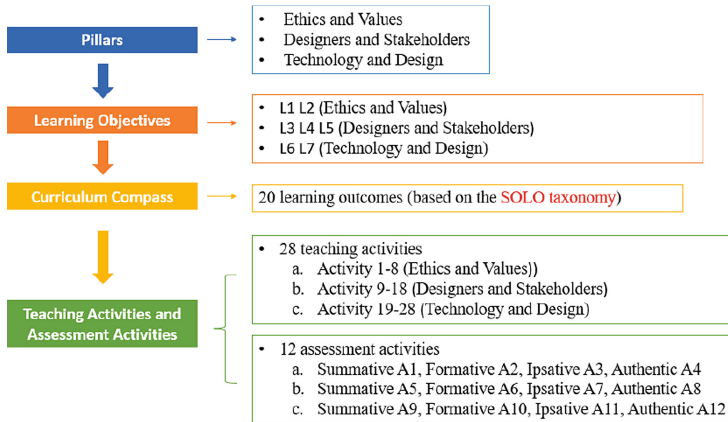 Pillars
• Ethics and Values
• Designers and Stakeholders
• Technology and Design
Learning Objectives
• L1 L2 (Ethics and Values)
• L3 L4 L5 (Designers and Stakeholders)
• L6 L7 (Technology and Design)
Curriculum Compass
20 learning outcomes (based on the SOLO taxonomy)
Teaching Activities and
Assessment Activities
• 28 teaching activities
a. Activity 1-8 (Ethics and Values))
b. Activity 9-18 (Designers and Stakeholders)
c. Activity 19-28 (Technology and Design)
• 12 assessment activities
a. Summative A1, Formative A2, Ipsative A3, Authentic A4
b. Summative A5, Formative A6, Ipsative A7, Authentic A8
c. Summative A9, Formative A10, Ipsative A11, Authentic A12